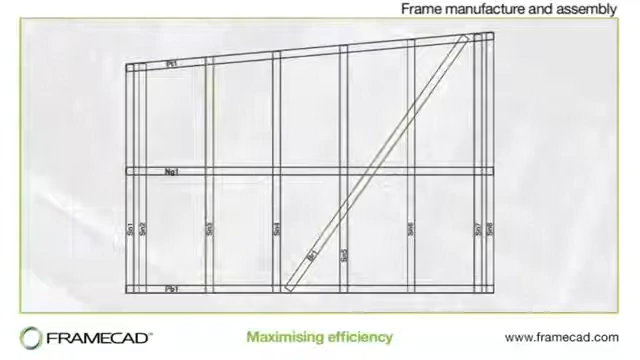 Frame manufacture and assembly
Pt1
Ng1
Sn1
Sn2
Sn3
Sn4
Br1
Sn5
Sn6
Sn7
Sn8
Pb1
FRAMECAD™
Maximising efficiency
www.framecad.com